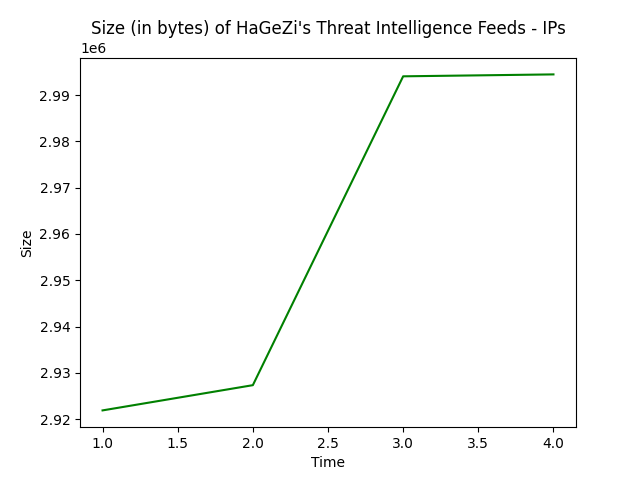 Size (in bytes) of HaGeZi's Threat Intelligence Feeds - IPs
1e6
2.99
2.98
2.97
2.96
2.95
2.94
2.93
2.92
Size
1.0 1.5 2.0 2.5 3.0 3.5 4.0
Time